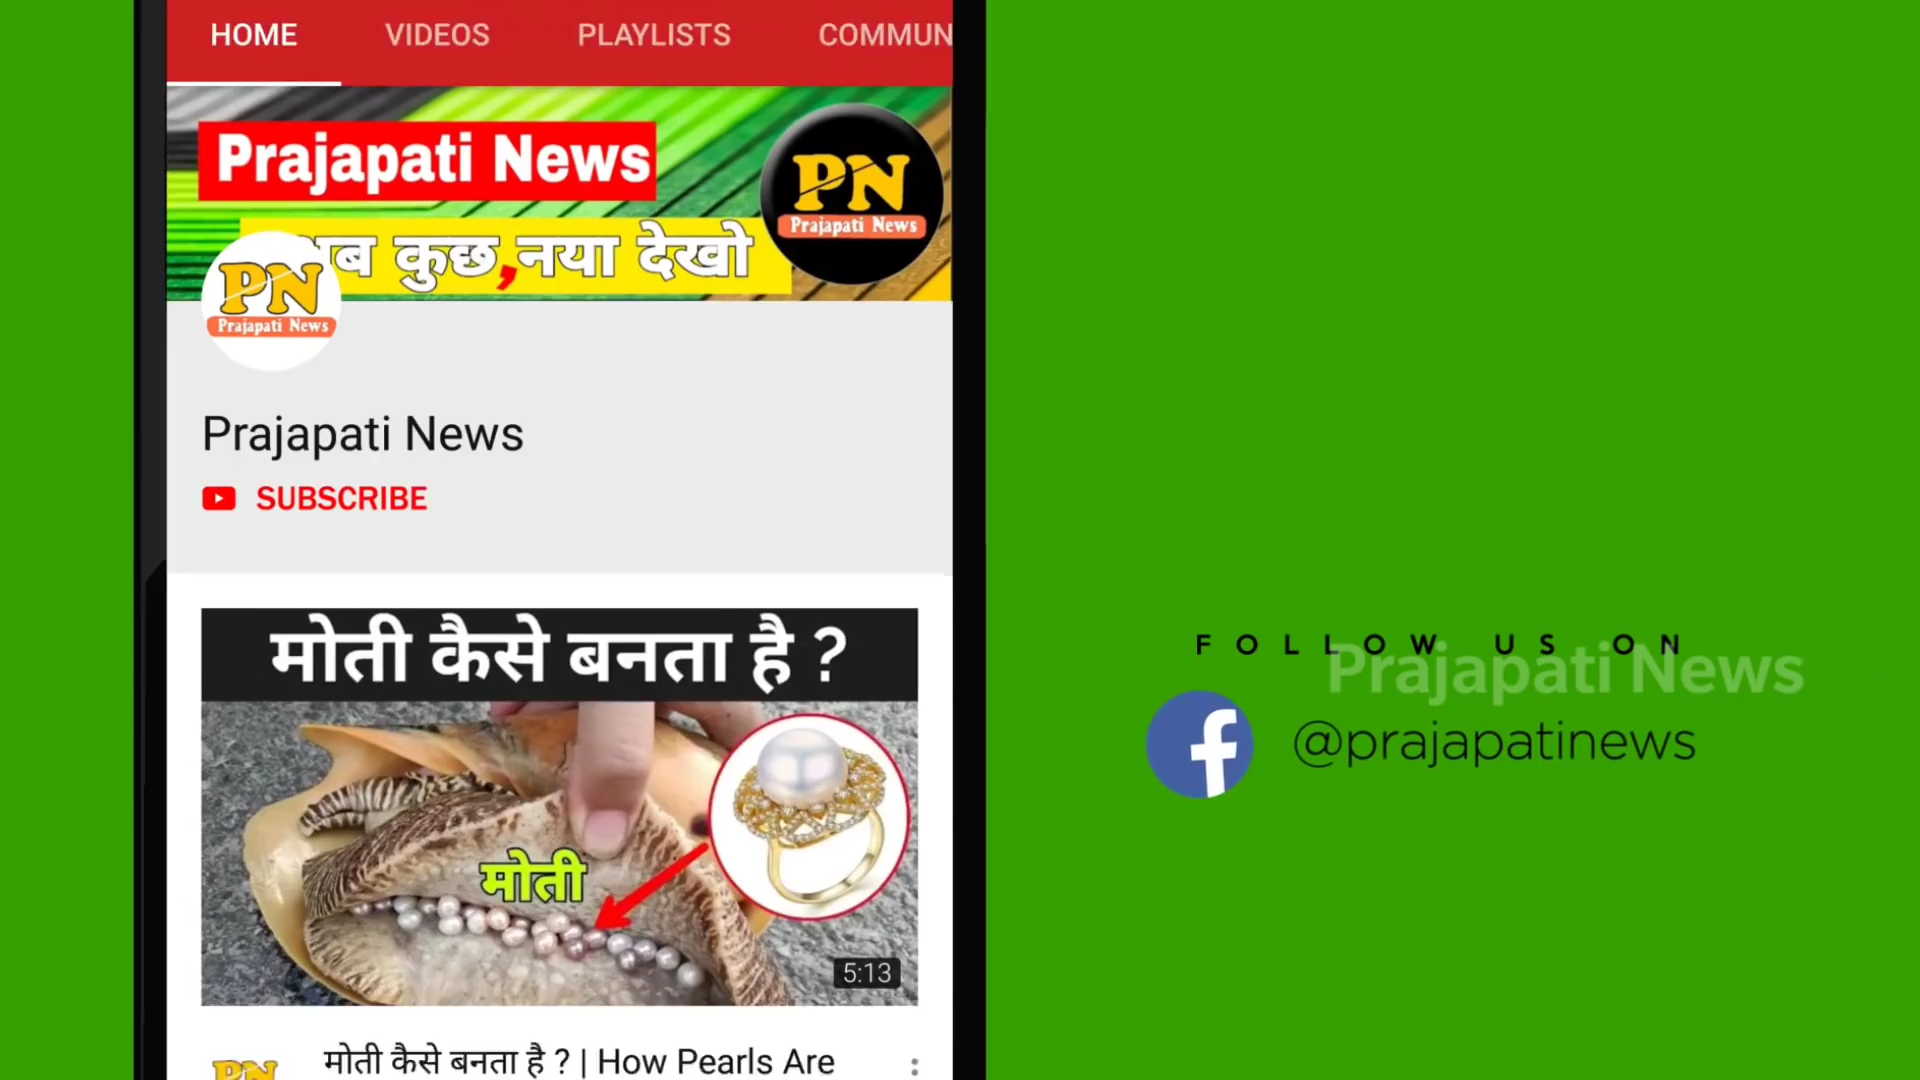 HOME VIDEOS PLAYLISTS COMMUN
Prajapati News
PN
Prajapati News
कुछ,नया देखो
PN
Prajapati News
Prajapati News
SUBSCRIBE
मोती कैसे बनता है ?
मोती
5:13
PN
मोती कैसे बनता है ? | How Pearls Are
FOLLOW US ON
Prajapati News
@prajapatinews